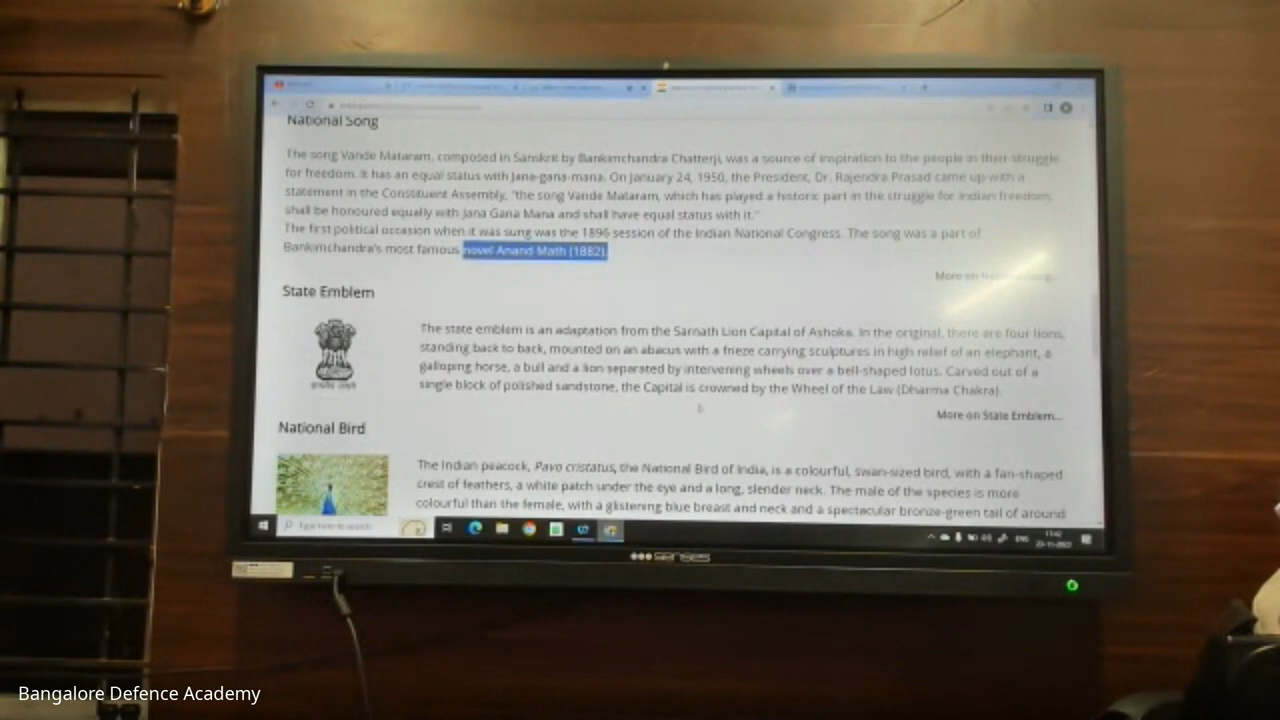 National Song
The song Vande Mataram, composed in Sanskrit by Bankimchandra Chatterji, was a source of inspiration to the people in their struggle
for freedom. It has an equal status with Jana-gana-mana. On January 24, 1950, the President, Dr. Rajendra Prasad came up with a
statement in the Constituent Assembly, "the song Vande Mataram, which has played a historic part in the struggle for Indian freedom,
shall be honoured equally with Jana Gana Mana and shall have equal status with it."
The first political occasion when it was sung was the 1896 session of the Indian National Congress. The song was a part of
Bankimchandra's most famous novel Anand Math (1882).
More on
State Emblem
The state emblem is an adaptation from the Sarnath Lion Capital of Ashoka. In the original, there are four lions,
standing back to back, mounted on an abacus with a frieze carrying sculptures in high relief of an elephant, a
galloping horse, a bull and a lion separated by intervening wheels over a bell-shaped lotus. Carved out of a
single block of polished sandstone, the Capital is crowned by the Wheel of the Law (Dharma Chakra).
More on State Emblem...
National Bird
The Indian peacock, Pavo cristatus, the National Bird of India, is a colourful, swan-sized bird, with a fan-shaped
crest of feathers, a white patch under the eye and a long, slender neck. The male of the species is more
colourful than the female, with a glistening blue breast and neck and a spectacular bronze-green tail of around
Type here to search
ENG
Bangalore Defence Academy